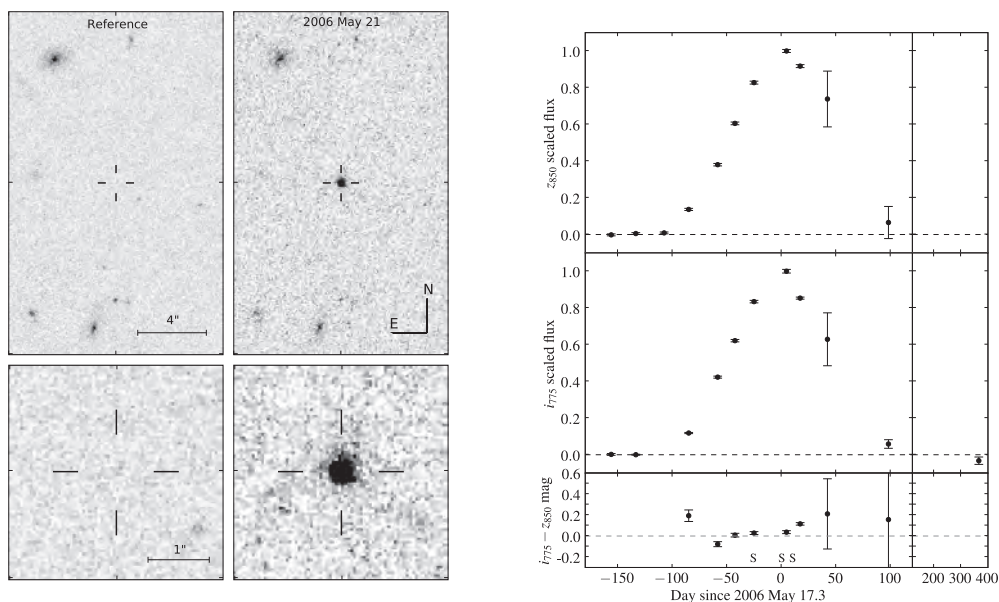 Reference
2006 May 21
4"
N
E
1"
1.0
0.8
0.6
0.4
0.2
0.0
z850 scaled flux
1.0
0.8
0.6
0.4
0.2
0.0
i775 scaled flux
0.6
0.4
0.2
0.0
-0.2
i775 − z850 mag
S S S
−150 −100 −50 0 50 100 200 300 400
Day since 2006 May 17.3